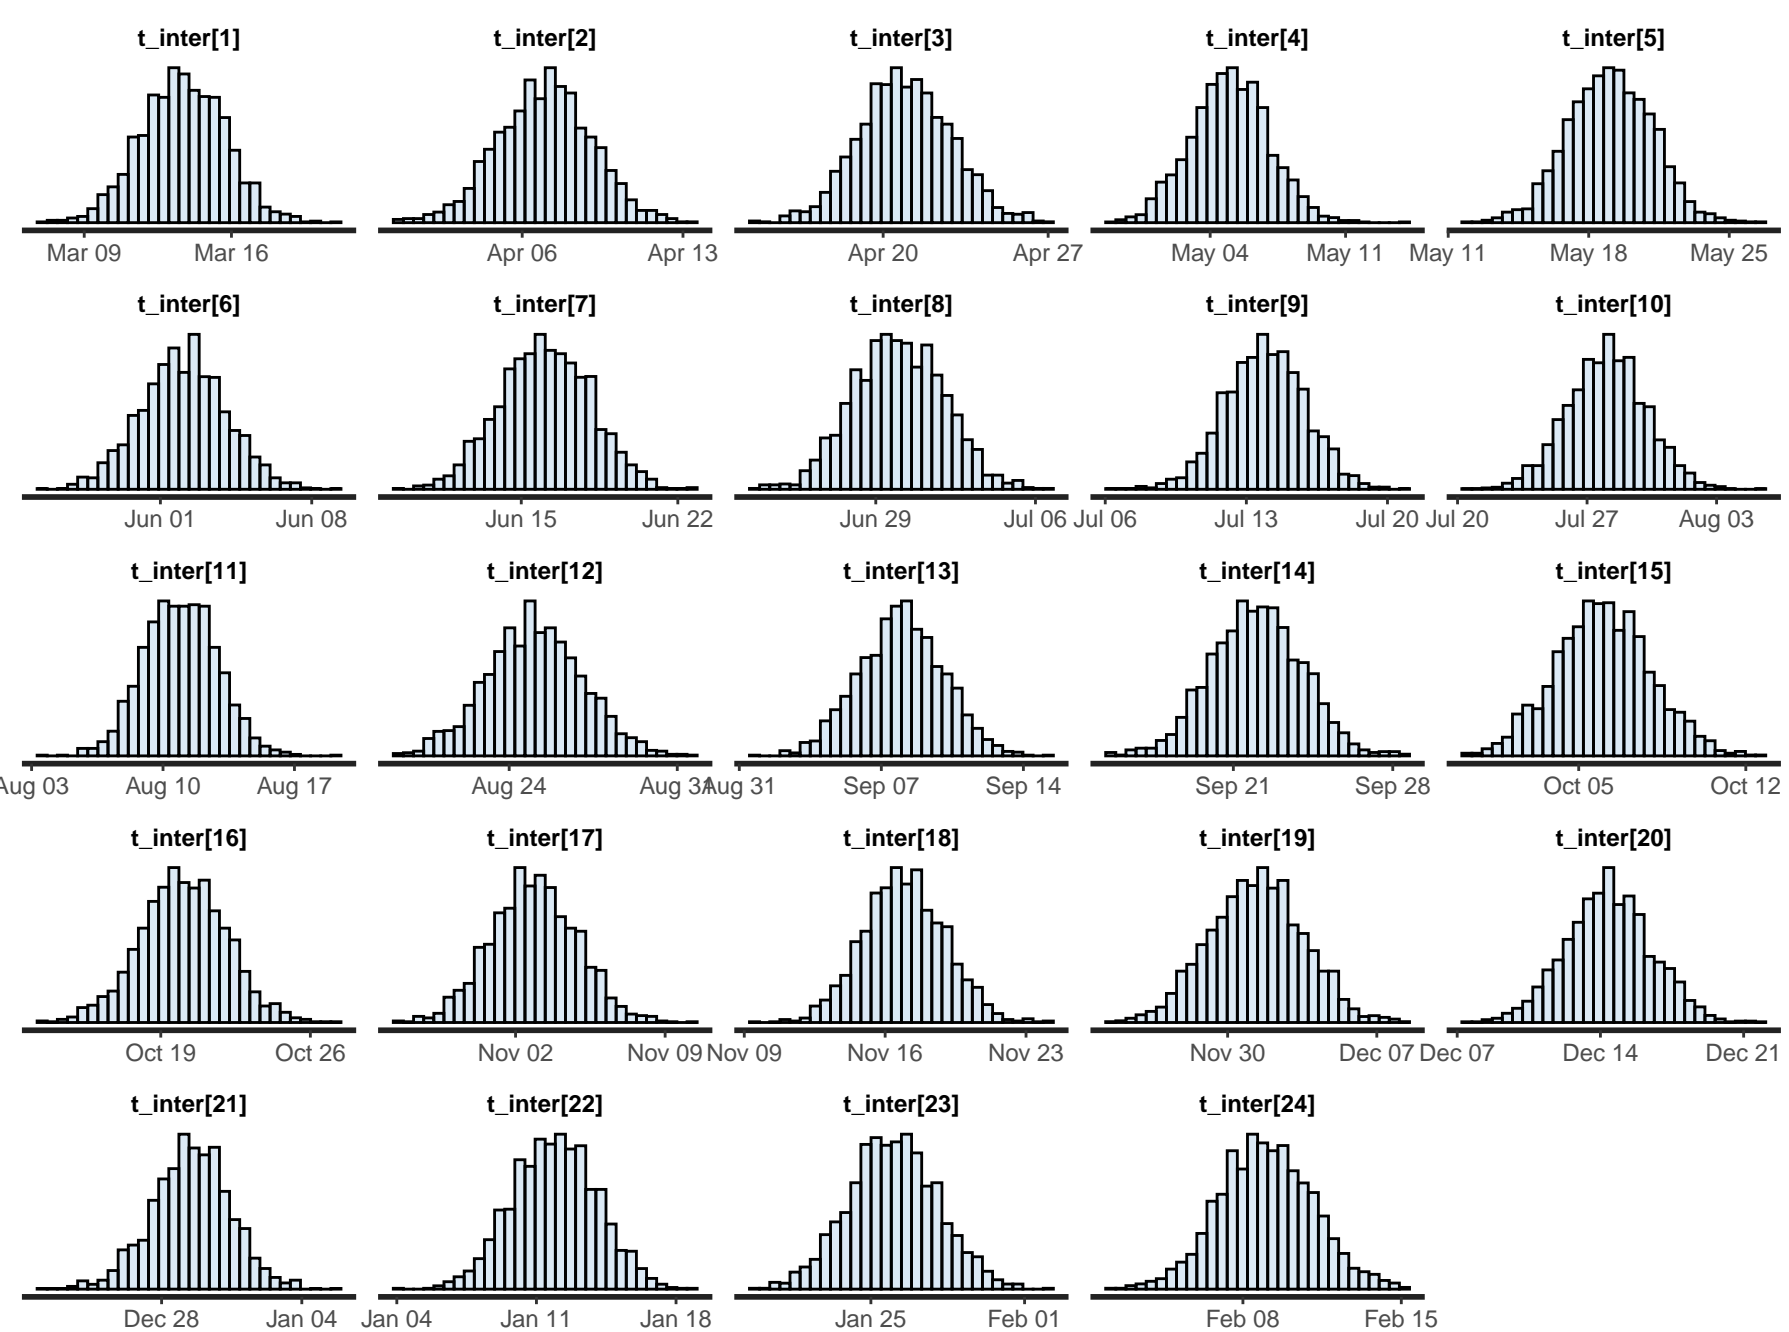 t_inter[1] t_inter[2] t_inter[3] t_inter[4] t_inter[5]
Mar 09 Mar 16 Apr 06 Apr 13 Apr 20 Apr 27 May 04 May 11 May 11 May 18 May 25
t_inter[6] t_inter[7] t_inter[8] t_inter[9] t_inter[10]
Jun 01 Jun 08 Jun 15 Jun 22 Jun 29 Jul 06 Jul 06 Jul 13 Jul 20 Jul 20 Jul 27 Aug 03
t_inter[11] t_inter[12] t_inter[13] t_inter[14] t_inter[15]
Aug 03 Aug 10 Aug 17 Aug 24 Aug 31 Aug 31 Sep 07 Sep 14 Sep 21 Sep 28 Oct 05 Oct 12
t_inter[16] t_inter[17] t_inter[18] t_inter[19] t_inter[20]
Oct 19 Oct 26 Nov 02 Nov 09 Nov 09 Nov 16 Nov 23 Nov 30 Dec 07 Dec 07 Dec 14 Dec 21
t_inter[21] t_inter[22] t_inter[23] t_inter[24]
Dec 28 Jan 04 Jan 04 Jan 11 Jan 18 Jan 25 Feb 01 Feb 08 Feb 15